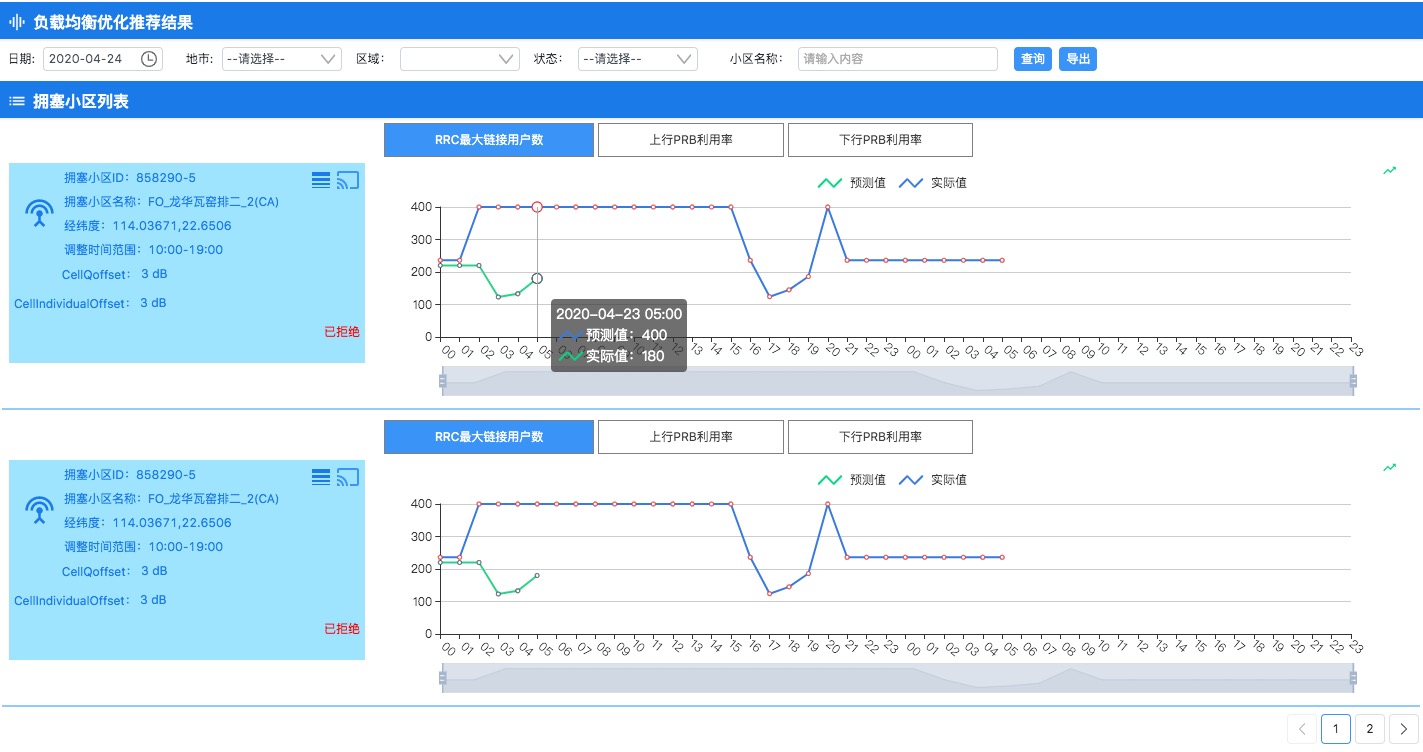 负载均衡优化推荐结果
日期: 2020-04-24 地市: --请选择-- 区域: 状态: --请选择-- 小区名称: 请输入内容 查询 导出
拥塞小区列表
RRC最大链接用户数 上行PRB利用率 下行PRB利用率
拥塞小区ID: 858290-5
拥塞小区名称: FO_龙华瓦窑排二_2(CA)
经纬度: 114.03671,22.6506
调整时间范围: 10:00-19:00
CellQoffset: 3 dB
CellIndividualOffset: 3 dB
已拒绝
预测值 实际值
400
300
200
100
0
2020-04-23 05:00
预测值: 400
实际值: 180
00 01 02 03 04 05 06 07 08 09 10 11 12 13 14 15 16 17 18 19 20 21 22 23 00 01 02 03 04 05 06 07 08 09 10 11 12 13 14 15 16 17 18 19 20 21 22 23
RRC最大链接用户数 上行PRB利用率 下行PRB利用率
拥塞小区ID: 858290-5
拥塞小区名称: FO_龙华瓦窑排二_2(CA)
经纬度: 114.03671,22.6506
调整时间范围: 10:00-19:00
CellQoffset: 3 dB
CellIndividualOffset: 3 dB
已拒绝
预测值 实际值
400
300
200
100
0
00 01 02 03 04 05 06 07 08 09 10 11 12 13 14 15 16 17 18 19 20 21 22 23 00 01 02 03 04 05 06 07 08 09 10 11 12 13 14 15 16 17 18 19 20 21 22 23
1 2